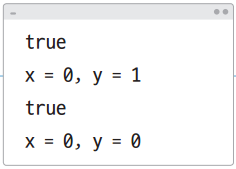 true
x = 0, y = 1
true
x = 0, y = 0